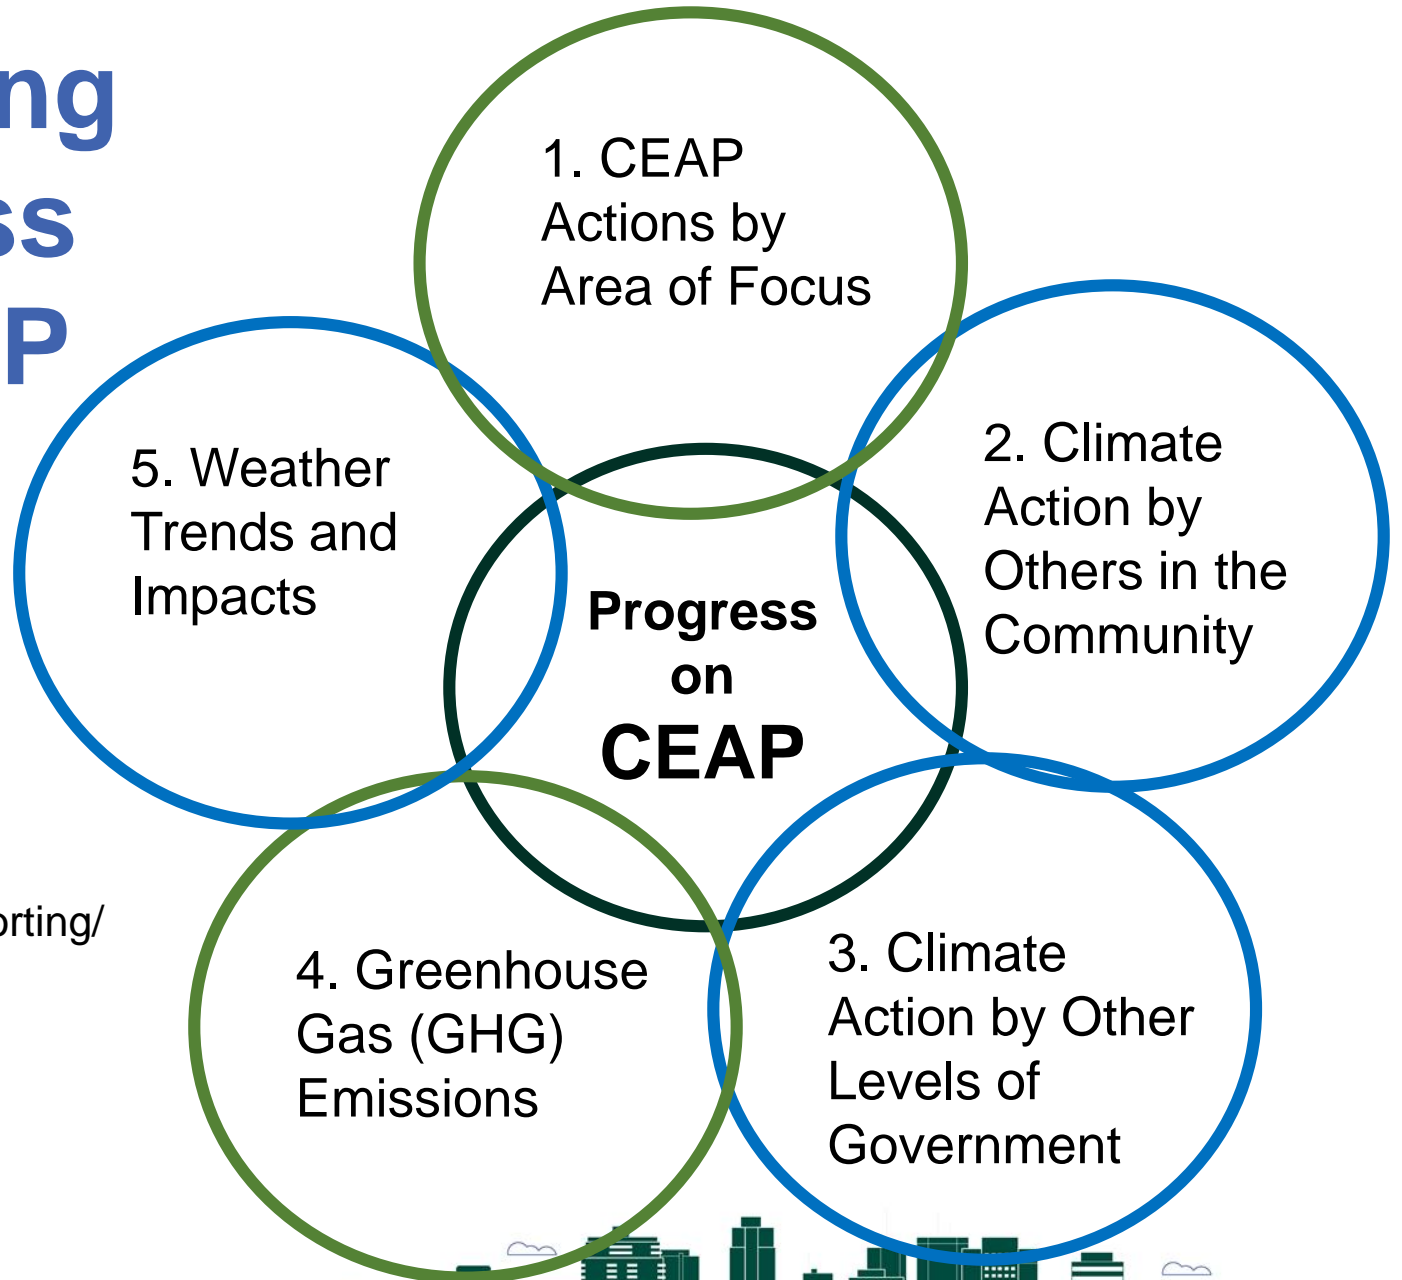 ng
ss
P
1. CEAP
Actions by
Area of Focus
2. Climate
Action by
Others in the
Community
3. Climate
Action by Other
Levels of
Government
4. Greenhouse
Gas (GHG)
Emissions
5. Weather
Trends and
Impacts
Progress
on
CEAP
orting/